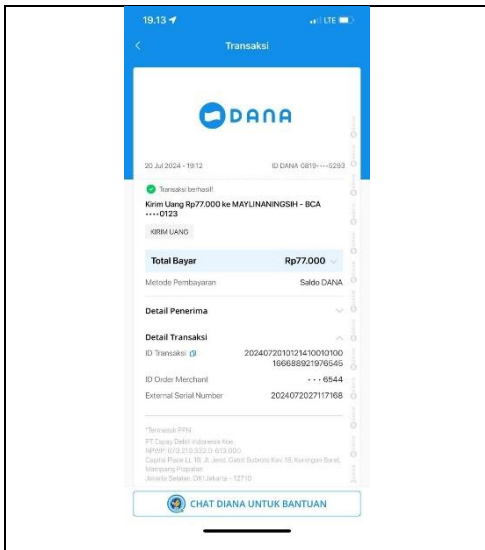 19.13
LTE
Transaksi
DANA
20 Jul 2024 - 19:12 ID DANA 0819••••5293
Transaksi berhasil!
Kirim Uang Rp77.000 ke MAYLINANINGSIH - BCA
••••0123
KIRIM UANG
Total Bayar Rp77.000
Metode Pembayaran Saldo DANA
Detail Penerima
Detail Transaksi
ID Transaksi 2024072010121410010100
166688921976545
ID Order Merchant ••• 6544
External Serial Number 2024072027117168
*Termasuk PPN
PT Espay Debit Indonesia Koe
NPWP: 073.210.332.0-613.000
Capital Place Lt. 18, Jl. Jend. Gatot Subroto Kav. 18, Kuningan Barat,
Mampang Prapatan
Jakarta Selatan, DKI Jakarta - 12710
CHAT DIANA UNTUK BANTUAN